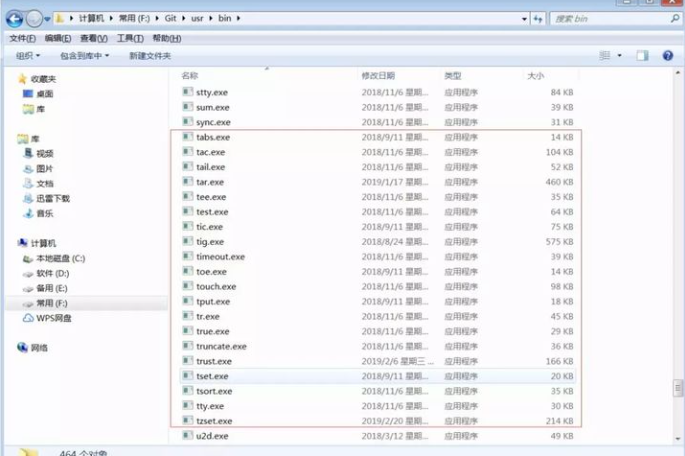 计算机 ▸ 常用 (F:) ▸ Git ▸ usr ▸ bin ▸
搜索 bin
文件(F) 编辑(E) 查看(V) 工具(T) 帮助(H)
组织 包含到库中 新建文件夹
名称 修改日期 类型 大小
收藏夹
桌面
库
库
视频
图片
文档
迅雷下载
音乐
计算机
本地磁盘 (C:)
软件 (D:)
备用 (E:)
常用 (F:)
WPS网盘
网络
stty.exe 2018/11/6 星期... 应用程序 84 KB
sum.exe 2018/11/6 星期... 应用程序 39 KB
sync.exe 2018/11/6 星期... 应用程序 31 KB
tabs.exe 2018/9/11 星期... 应用程序 14 KB
tac.exe 2018/11/6 星期... 应用程序 104 KB
tail.exe 2018/11/6 星期... 应用程序 52 KB
tar.exe 2019/1/17 星期... 应用程序 460 KB
tee.exe 2018/11/6 星期... 应用程序 35 KB
test.exe 2018/11/6 星期... 应用程序 64 KB
tic.exe 2018/9/11 星期... 应用程序 75 KB
tig.exe 2018/8/24 星期... 应用程序 575 KB
timeout.exe 2018/11/6 星期... 应用程序 39 KB
toe.exe 2018/9/11 星期... 应用程序 14 KB
touch.exe 2018/11/6 星期... 应用程序 98 KB
tput.exe 2018/9/11 星期... 应用程序 18 KB
tr.exe 2018/11/6 星期... 应用程序 45 KB
true.exe 2018/11/6 星期... 应用程序 29 KB
truncate.exe 2018/11/6 星期... 应用程序 36 KB
trust.exe 2019/2/6 星期三 ... 应用程序 166 KB
tset.exe 2018/9/11 星期... 应用程序 20 KB
tsort.exe 2018/11/6 星期... 应用程序 35 KB
tty.exe 2018/11/6 星期... 应用程序 30 KB
tzset.exe 2019/2/20 星期... 应用程序 214 KB
u2d.exe 2018/3/12 星期... 应用程序 49 KB
464 个对象